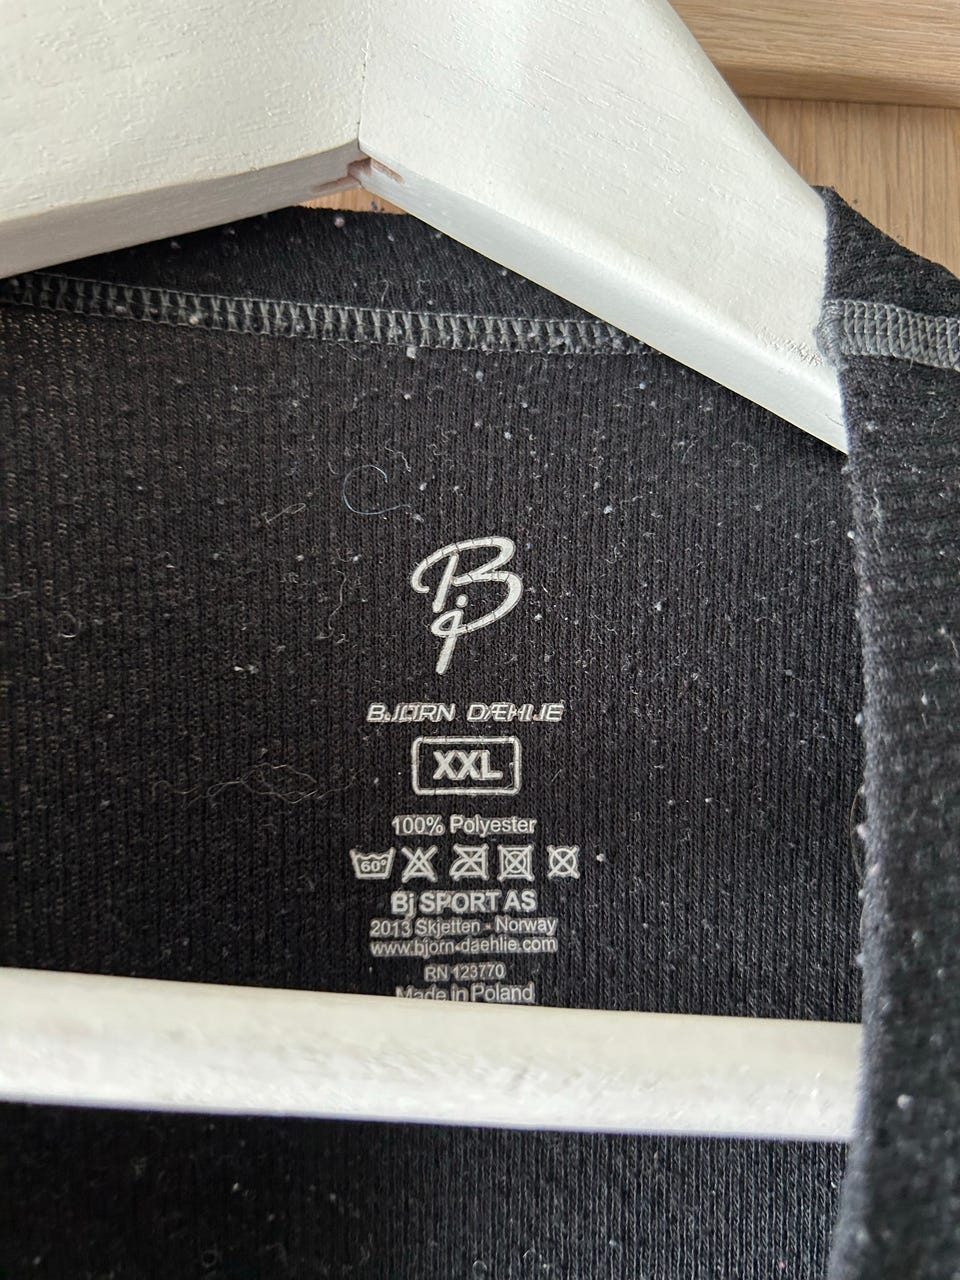 Bj
BJØRN DÆHLIE
XXL
100% Polyester
60°
Bj SPORT AS
2013 Skjetten - Norway
www.bjorn-daehlie.com
RN 123770
Made in Poland